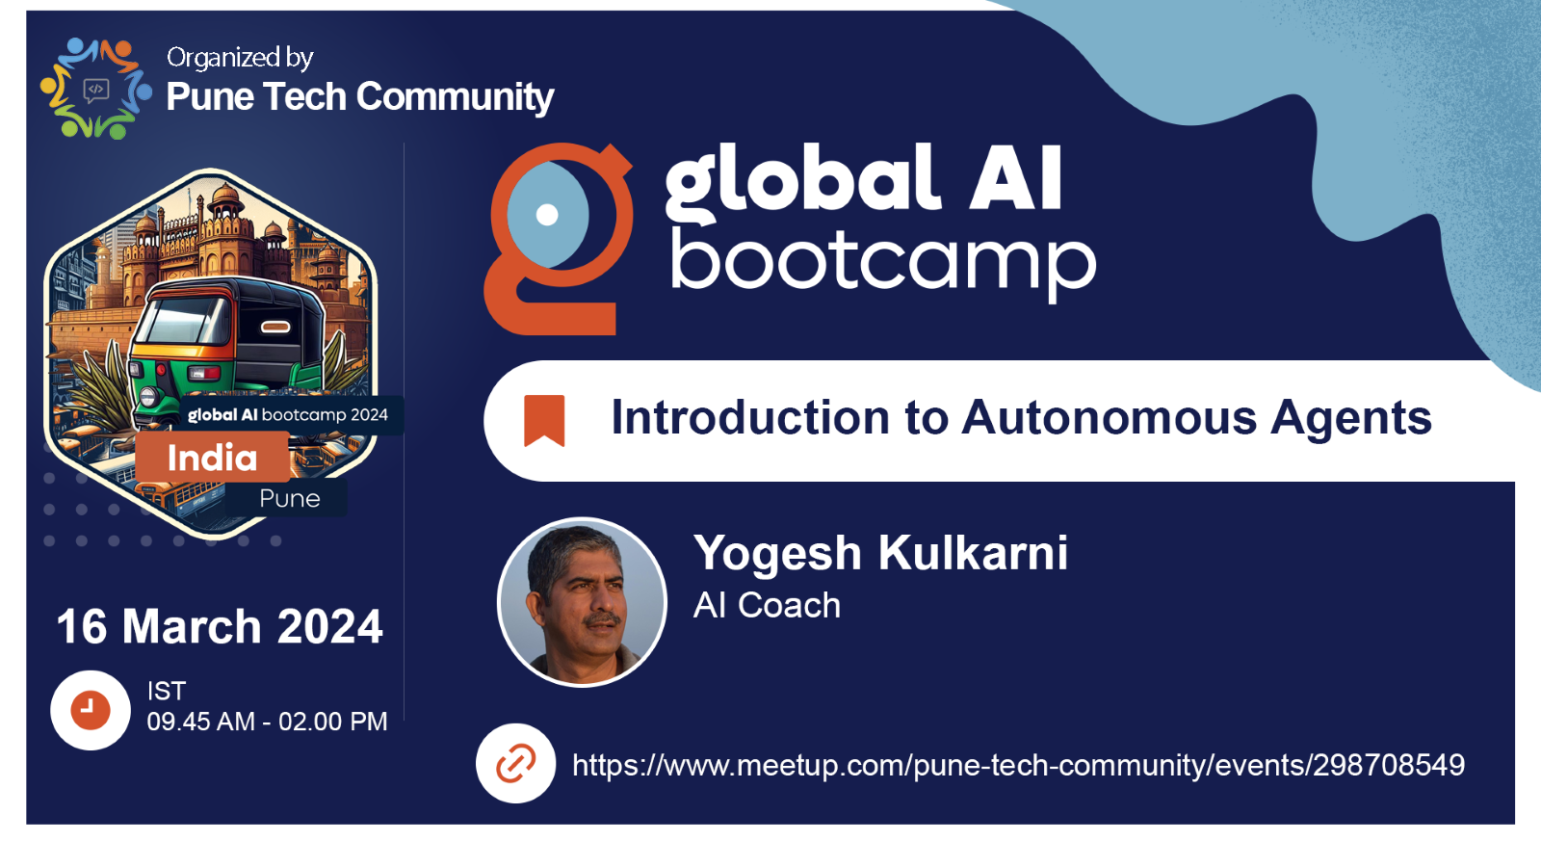 Organized by
Pune Tech Community
global AI
bootcamp
global AI bootcamp 2024
India
Pune
16 March 2024
IST
09.45 AM - 02.00 PM
Introduction to Autonomous Agents
Yogesh Kulkarni
AI Coach
https://www.meetup.com/pune-tech-community/events/298708549